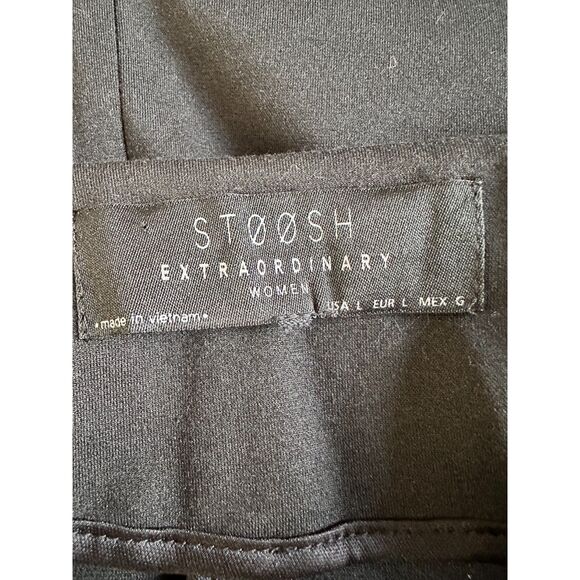 STØØSH
EXTRAORDINARY
WOMEN
USA L EUR L MEX G
•made in vietnam•